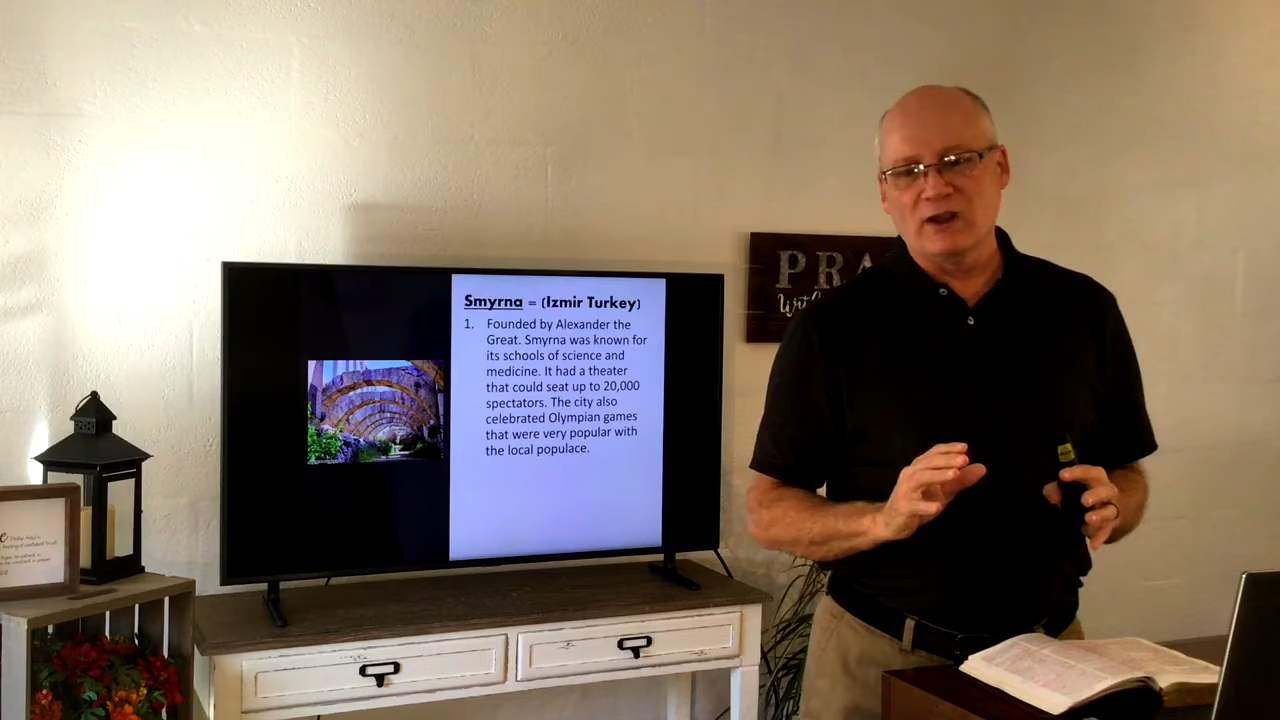 Smyrna = (Izmir Turkey)
1. Founded by Alexander the
Great. Smyrna was known for
its schools of science and
medicine. It had a theater
that could seat up to 20,000
spectators. The city also
celebrated Olympian games
that were very popular with
the local populace.
PRA